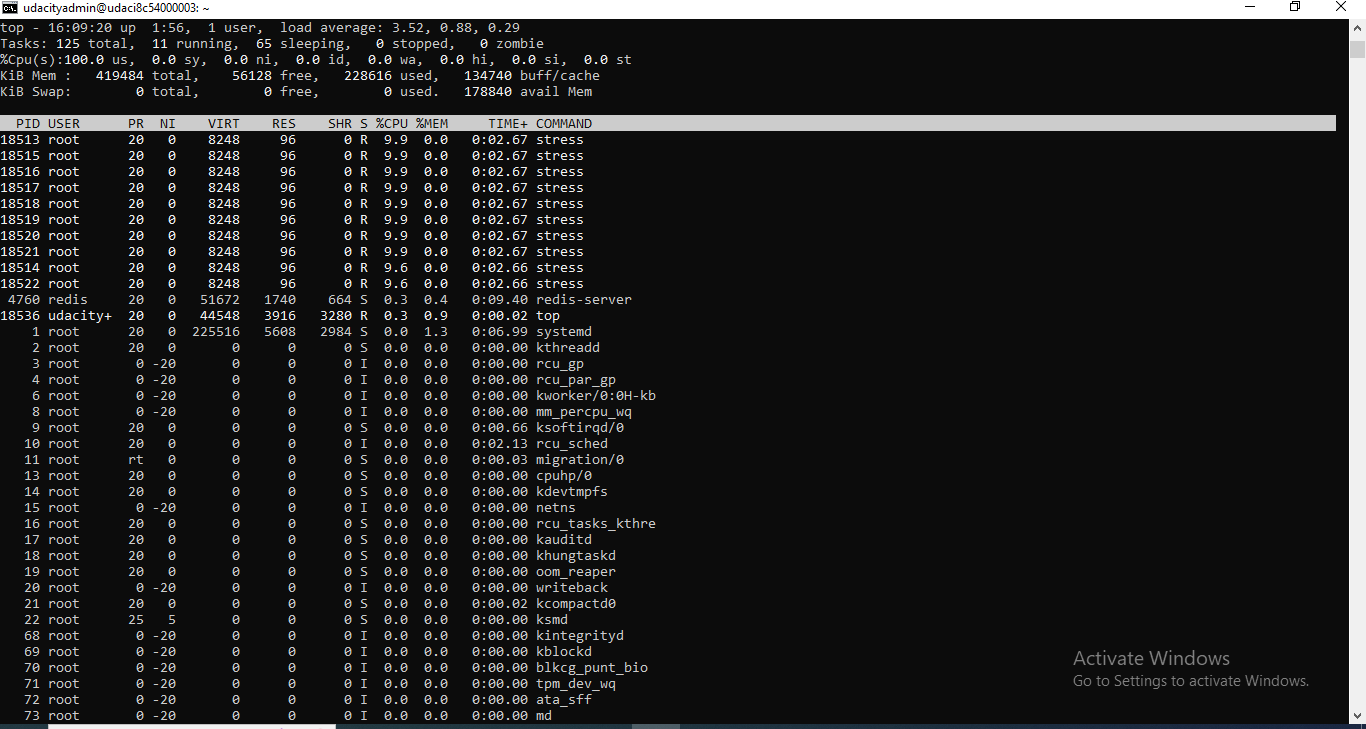 udacityadmin@udaci8c54000003: ~
top - 16:09:20 up  1:56,  1 user,  load average: 3.52, 0.88, 0.29
Tasks: 125 total,  11 running,  65 sleeping,   0 stopped,   0 zombie
%Cpu(s):100.0 us,  0.0 sy,  0.0 ni,  0.0 id,  0.0 wa,  0.0 hi,  0.0 si,  0.0 st
KiB Mem :   419484 total,    56128 free,   228616 used,   134740 buff/cache
KiB Swap:        0 total,        0 free,        0 used.   178840 avail Mem
  PID USER      PR  NI    VIRT    RES    SHR S %CPU %MEM     TIME+ COMMAND
18513 root      20   0    8248     96      0 R  9.9  0.0   0:02.67 stress
18515 root      20   0    8248     96      0 R  9.9  0.0   0:02.67 stress
18516 root      20   0    8248     96      0 R  9.9  0.0   0:02.67 stress
18517 root      20   0    8248     96      0 R  9.9  0.0   0:02.67 stress
18518 root      20   0    8248     96      0 R  9.9  0.0   0:02.67 stress
18519 root      20   0    8248     96      0 R  9.9  0.0   0:02.67 stress
18520 root      20   0    8248     96      0 R  9.9  0.0   0:02.67 stress
18521 root      20   0    8248     96      0 R  9.9  0.0   0:02.67 stress
18514 root      20   0    8248     96      0 R  9.6  0.0   0:02.66 stress
18522 root      20   0    8248     96      0 R  9.6  0.0   0:02.66 stress
 4760 redis     20   0   51672   1740    664 S  0.3  0.4   0:09.40 redis-server
18536 udacity+  20   0   44548   3916   3280 R  0.3  0.9   0:00.02 top
    1 root      20   0  225516   5608   2984 S  0.0  1.3   0:06.99 systemd
    2 root      20   0       0      0      0 S  0.0  0.0   0:00.00 kthreadd
    3 root       0 -20       0      0      0 I  0.0  0.0   0:00.00 rcu_gp
    4 root       0 -20       0      0      0 I  0.0  0.0   0:00.00 rcu_par_gp
    6 root       0 -20       0      0      0 I  0.0  0.0   0:00.00 kworker/0:0H-kb
    8 root       0 -20       0      0      0 I  0.0  0.0   0:00.00 mm_percpu_wq
    9 root      20   0       0      0      0 S  0.0  0.0   0:00.66 ksoftirqd/0
   10 root      20   0       0      0      0 I  0.0  0.0   0:02.13 rcu_sched
   11 root      rt   0       0      0      0 S  0.0  0.0   0:00.03 migration/0
   13 root      20   0       0      0      0 S  0.0  0.0   0:00.00 cpuhp/0
   14 root      20   0       0      0      0 S  0.0  0.0   0:00.00 kdevtmpfs
   15 root       0 -20       0      0      0 I  0.0  0.0   0:00.00 netns
   16 root      20   0       0      0      0 S  0.0  0.0   0:00.00 rcu_tasks_kthre
   17 root      20   0       0      0      0 S  0.0  0.0   0:00.00 kauditd
   18 root      20   0       0      0      0 S  0.0  0.0   0:00.00 khungtaskd
   19 root      20   0       0      0      0 S  0.0  0.0   0:00.00 oom_reaper
   20 root       0 -20       0      0      0 I  0.0  0.0   0:00.00 writeback
   21 root      20   0       0      0      0 S  0.0  0.0   0:00.02 kcompactd0
   22 root      25   5       0      0      0 S  0.0  0.0   0:00.00 ksmd
   68 root       0 -20       0      0      0 I  0.0  0.0   0:00.00 kintegrityd
   69 root       0 -20       0      0      0 I  0.0  0.0   0:00.00 kblockd
   70 root       0 -20       0      0      0 I  0.0  0.0   0:00.00 blkcg_punt_bio
   71 root       0 -20       0      0      0 I  0.0  0.0   0:00.00 tpm_dev_wq
   72 root       0 -20       0      0      0 I  0.0  0.0   0:00.00 ata_sff
   73 root       0 -20       0      0      0 I  0.0  0.0   0:00.00 md
Activate Windows
Go to Settings to activate Windows.